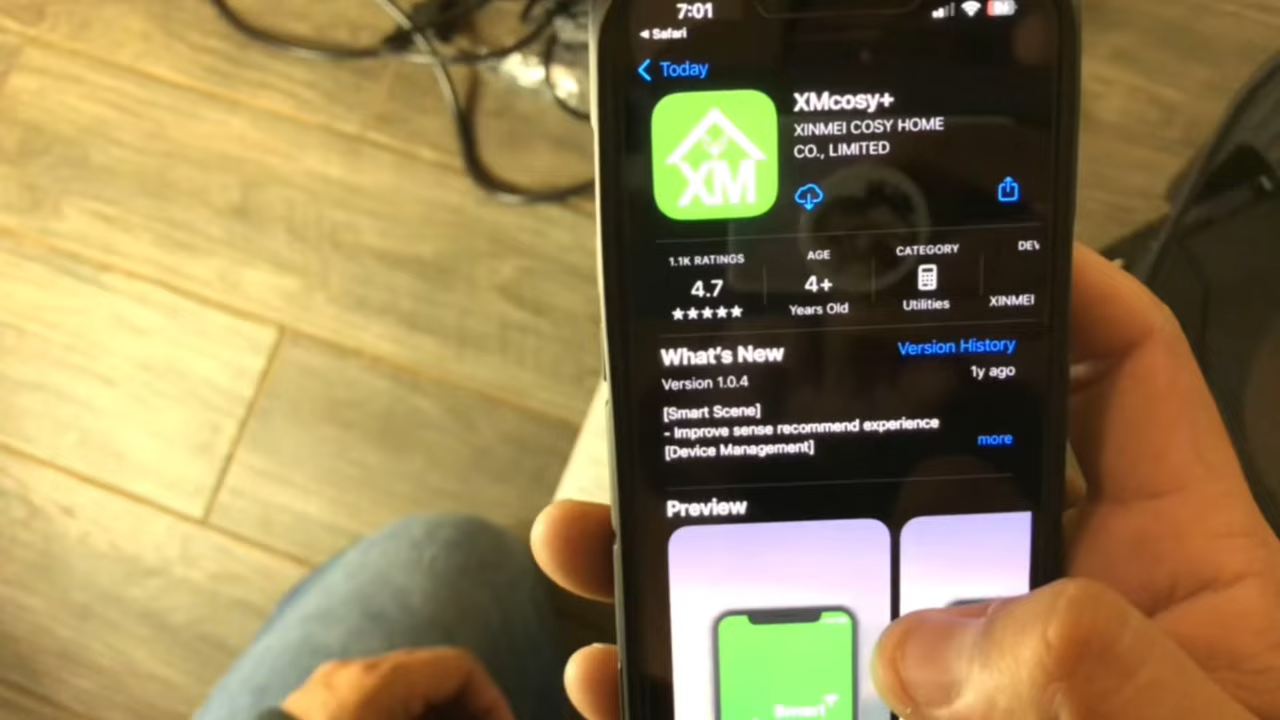 7:01
Safari
Today
XM
XMcosy+
XINMEI COSY HOME
CO., LIMITED
1.1K RATINGS
4.7
AGE
4+
Years Old
CATEGORY
Utilities
DEV
XINMEI
What's New
Version History
Version 1.0.4
1y ago
[Smart Scene]
- Improve sense recommend experience
[Device Management]
more
Preview
Smart